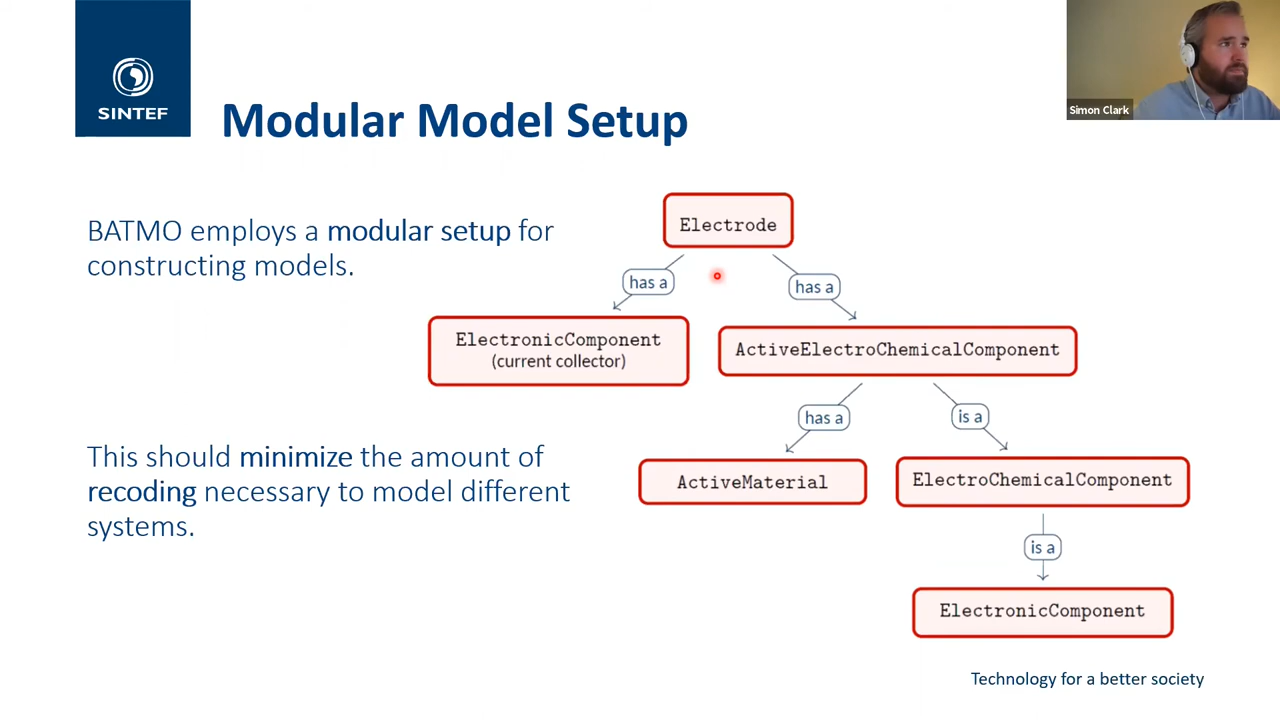 SINTEF
Simon Clark
Modular Model Setup
BATMO employs a modular setup for
constructing models.
This should minimize the amount of
recoding necessary to model different
systems.
Electrode
has a
has a
ElectronicComponent
(current collector)
ActiveElectroChemicalComponent
has a
is a
ActiveMaterial
ElectroChemicalComponent
is a
ElectronicComponent
Technology for a better society